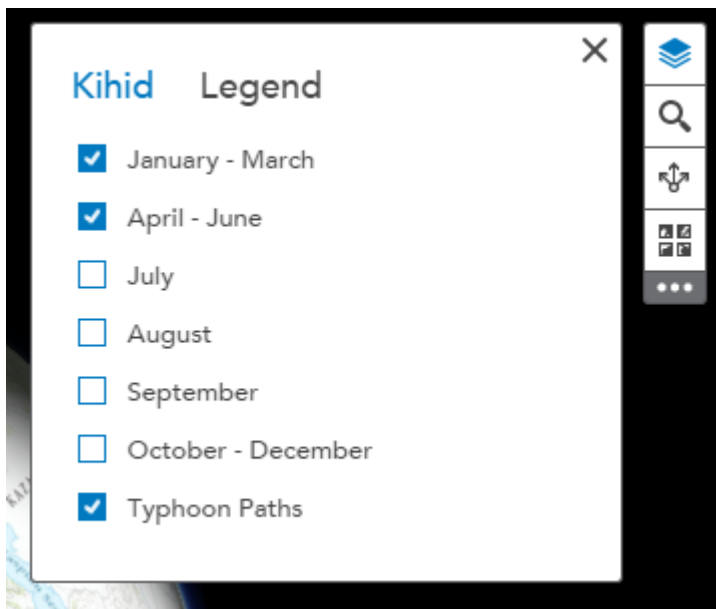 Kihid Legend
January - March
April - June
July
August
September
October - December
Typhoon Paths